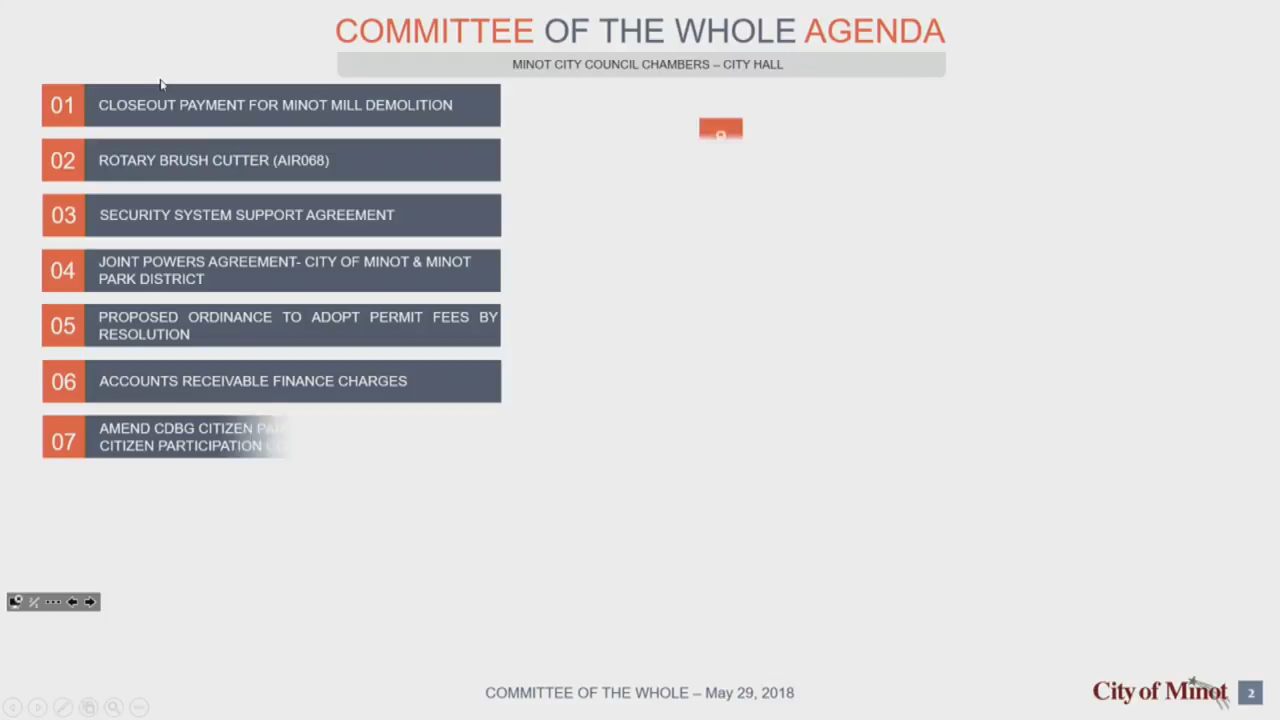 COMMITTEE OF THE WHOLE AGENDA
MINOT CITY COUNCIL CHAMBERS – CITY HALL
01 CLOSEOUT PAYMENT FOR MINOT MILL DEMOLITION
02 ROTARY BRUSH CUTTER (AIR068)
03 SECURITY SYSTEM SUPPORT AGREEMENT
04 JOINT POWERS AGREEMENT- CITY OF MINOT & MINOT
PARK DISTRICT
05 PROPOSED ORDINANCE TO ADOPT PERMIT FEES BY
RESOLUTION
06 ACCOUNTS RECEIVABLE FINANCE CHARGES
07 AMEND CDBG CITIZEN
CITIZEN PARTICIPATION
COMMITTEE OF THE WHOLE – May 29, 2018
City of Minot
2